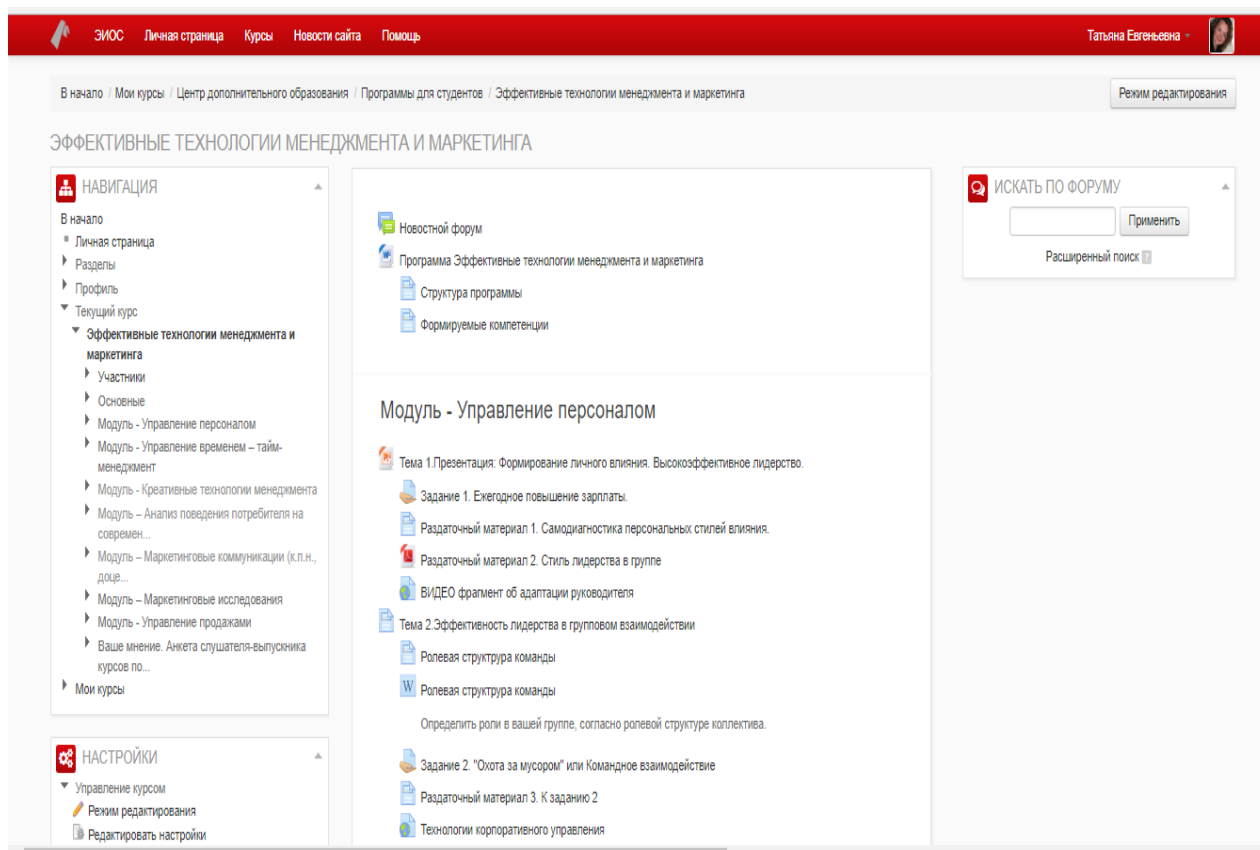 ЭИОС Личная страница Курсы Новости сайта Помощь Татьяна Евгеньевна
В начало / Мои курсы / Центр дополнительного образования / Программы для студентов / Эффективные технологии менеджмента и маркетинга
Режим редактирования
ЭФФЕКТИВНЫЕ ТЕХНОЛОГИИ МЕНЕДЖМЕНТА И МАРКЕТИНГА
НАВИГАЦИЯ
В начало
Личная страница
Разделы
Профиль
Текущий курс
Эффективные технологии менеджмента и
маркетинга
Участники
Основные
Модуль - Управление персоналом
Модуль - Управление временем – тайм-
менеджмент
Модуль - Креативные технологии менеджмента
Модуль – Анализ поведения потребителя на
современ...
Модуль – Маркетинговые коммуникации (к.п.н.,
доце...
Модуль – Маркетинговые исследования
Модуль - Управление продажами
Ваше мнение. Анкета слушателя-выпускника
курсов по...
Мои курсы
НАСТРОЙКИ
Управление курсом
Режим редактирования
Редактировать настройки
Новостной форум
Программа Эффективные технологии менеджмента и маркетинга
Структура программы
Формируемые компетенции
Модуль - Управление персоналом
Тема 1.Презентация: Формирование личного влияния. Высокоэффективное лидерство.
Задание 1. Ежегодное повышение зарплаты.
Раздаточный материал 1. Самодиагностика персональных стилей влияния.
Раздаточный материал 2. Стиль лидерства в группе
ВИДЕО фрагмент об адаптации руководителя
Тема 2.Эффективность лидерства в групповом взаимодействии
Ролевая струструра команды
W Ролевая струструра команды
Определить роли в вашей группе, согласно ролевой структуре коллектива.
Задание 2. "Охота за мусором" или Командное взаимодействие
Раздаточный материал 3. К заданию 2
Технологии корпоративного управления
ИСКАТЬ ПО ФОРУМУ
Применить
Расширенный поиск